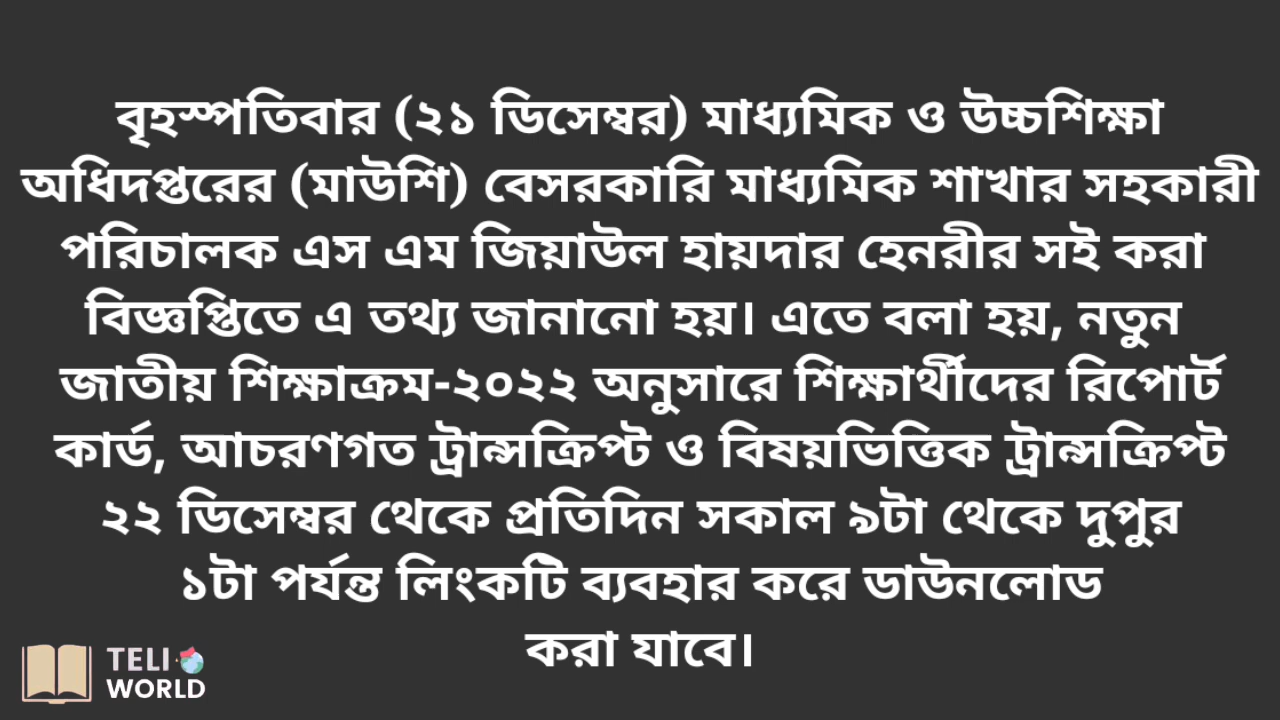 বৃহস্পতিবার (২১ ডিসেম্বর) মাধ্যমিক ও উচ্চশিক্ষা
অধিদপ্তরের (মাউশি) বেসরকারি মাধ্যমিক শাখার সহকারী
পরিচালক এস এম জিয়াউল হায়দার হেনরীর সই করা
বিজ্ঞপ্তিতে এ তথ্য জানানো হয়। এতে বলা হয়, নতুন
জাতীয় শিক্ষাক্রম-২০২২ অনুসারে শিক্ষার্থীদের রিপোর্ট
কার্ড, আচরণগত ট্রান্সক্রিপ্ট ও বিষয়ভিত্তিক ট্রান্সক্রিপ্ট
২২ ডিসেম্বর থেকে প্রতিদিন সকাল ৯টা থেকে দুপুর
১টা পর্যন্ত লিংকটি ব্যবহার করে ডাউনলোড
করা যাবে।
TELI
WORLD